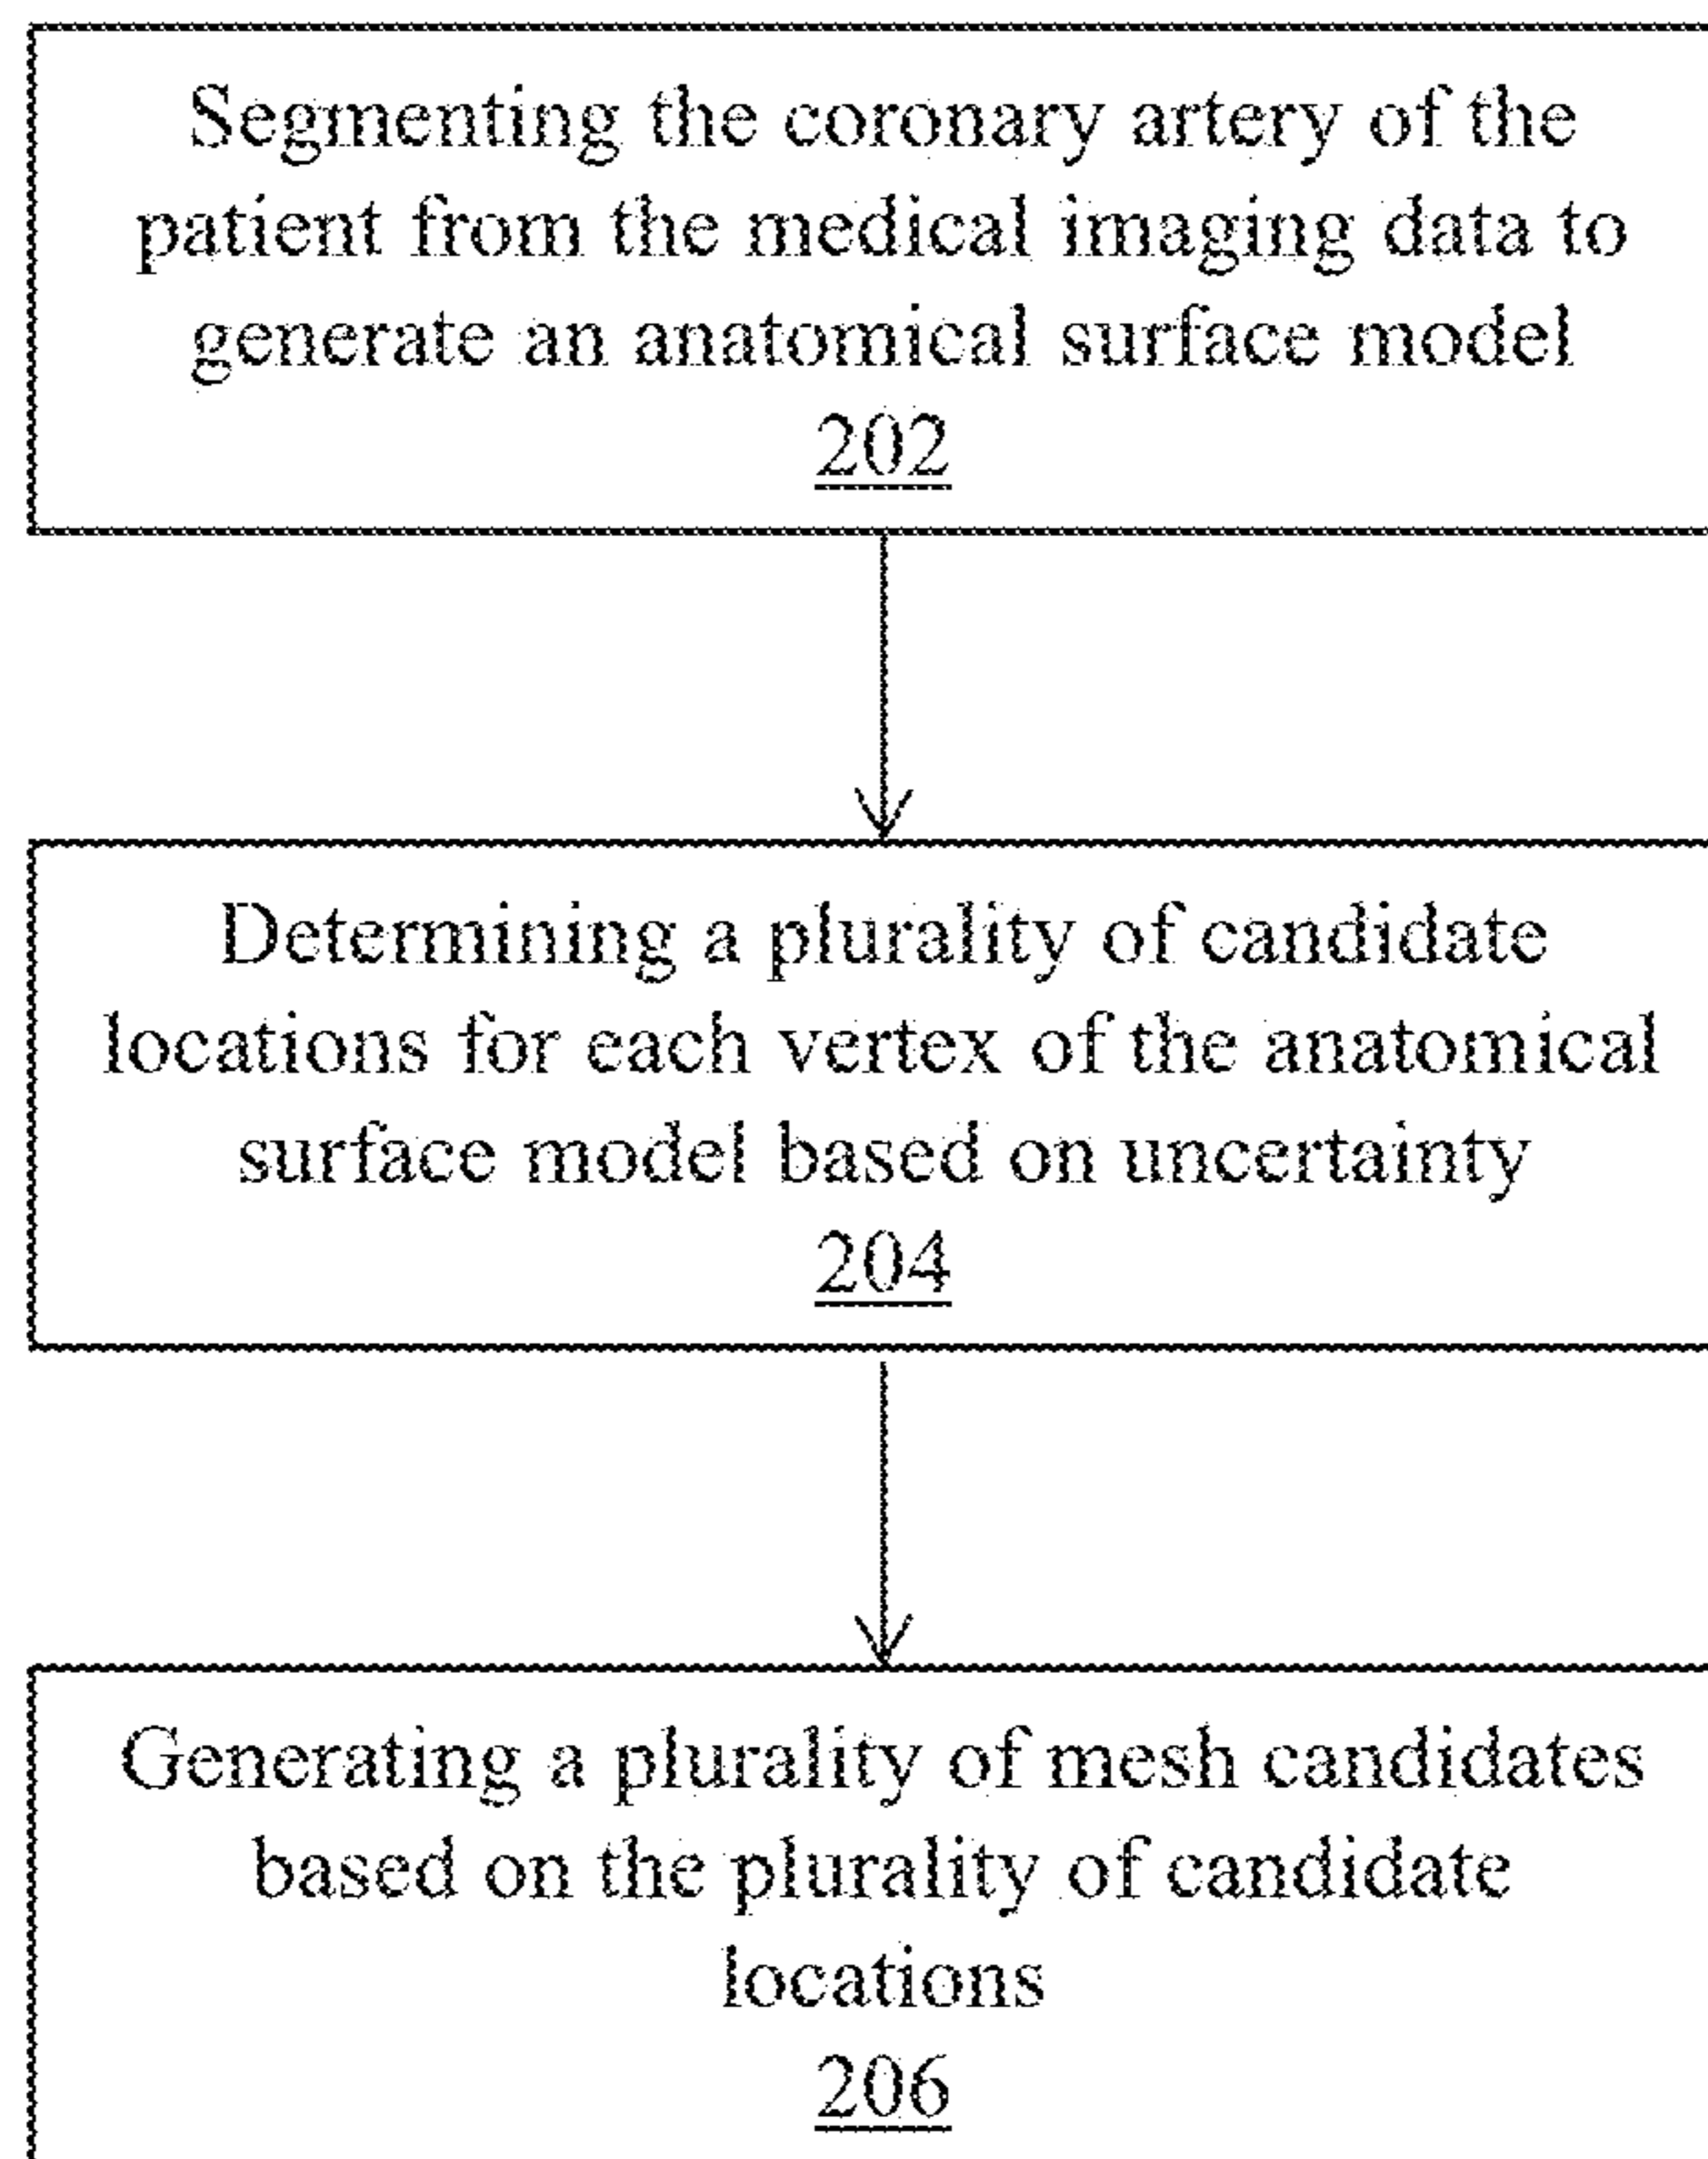 Segmenting the coronary artery of the
patient from the medical imaging data to
generate an anatomical surface model
202
Determining a plurality of candidate
locations for each vertex of the anatomical
surface model based on uncertainty
204
Generating a plurality of mesh candidates
based on the plurality of candidate
locations
206